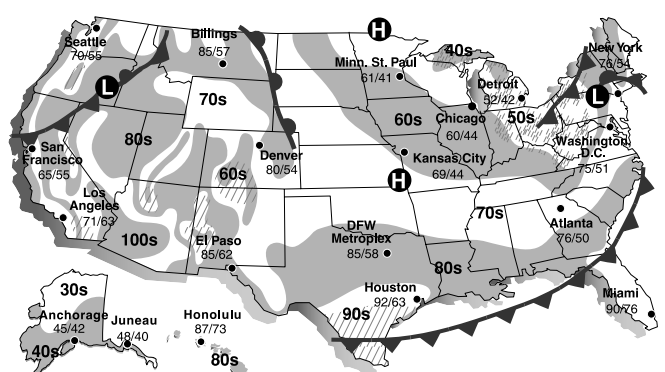 H
Seattle
70/55
Billings
85/57
40s
New York
76/54
Minn. St. Paul
61/41
L
70s
Detroit
52/42
L
60s
Chicago
60/44
50s
80s
San
Francisco
65/55
Denver
80/54
Kansas City
69/44
Washington
D.C.
75/51
60s
H
Los
Angeles
71/63
70s
Atlanta
76/50
100s
El Paso
85/62
DFW
Metroplex
85/58
80s
30s
Houston
92/63
Miami
90/76
Anchorage
45/42
Juneau
48/40
Honolulu
87/73
90s
40s
80s